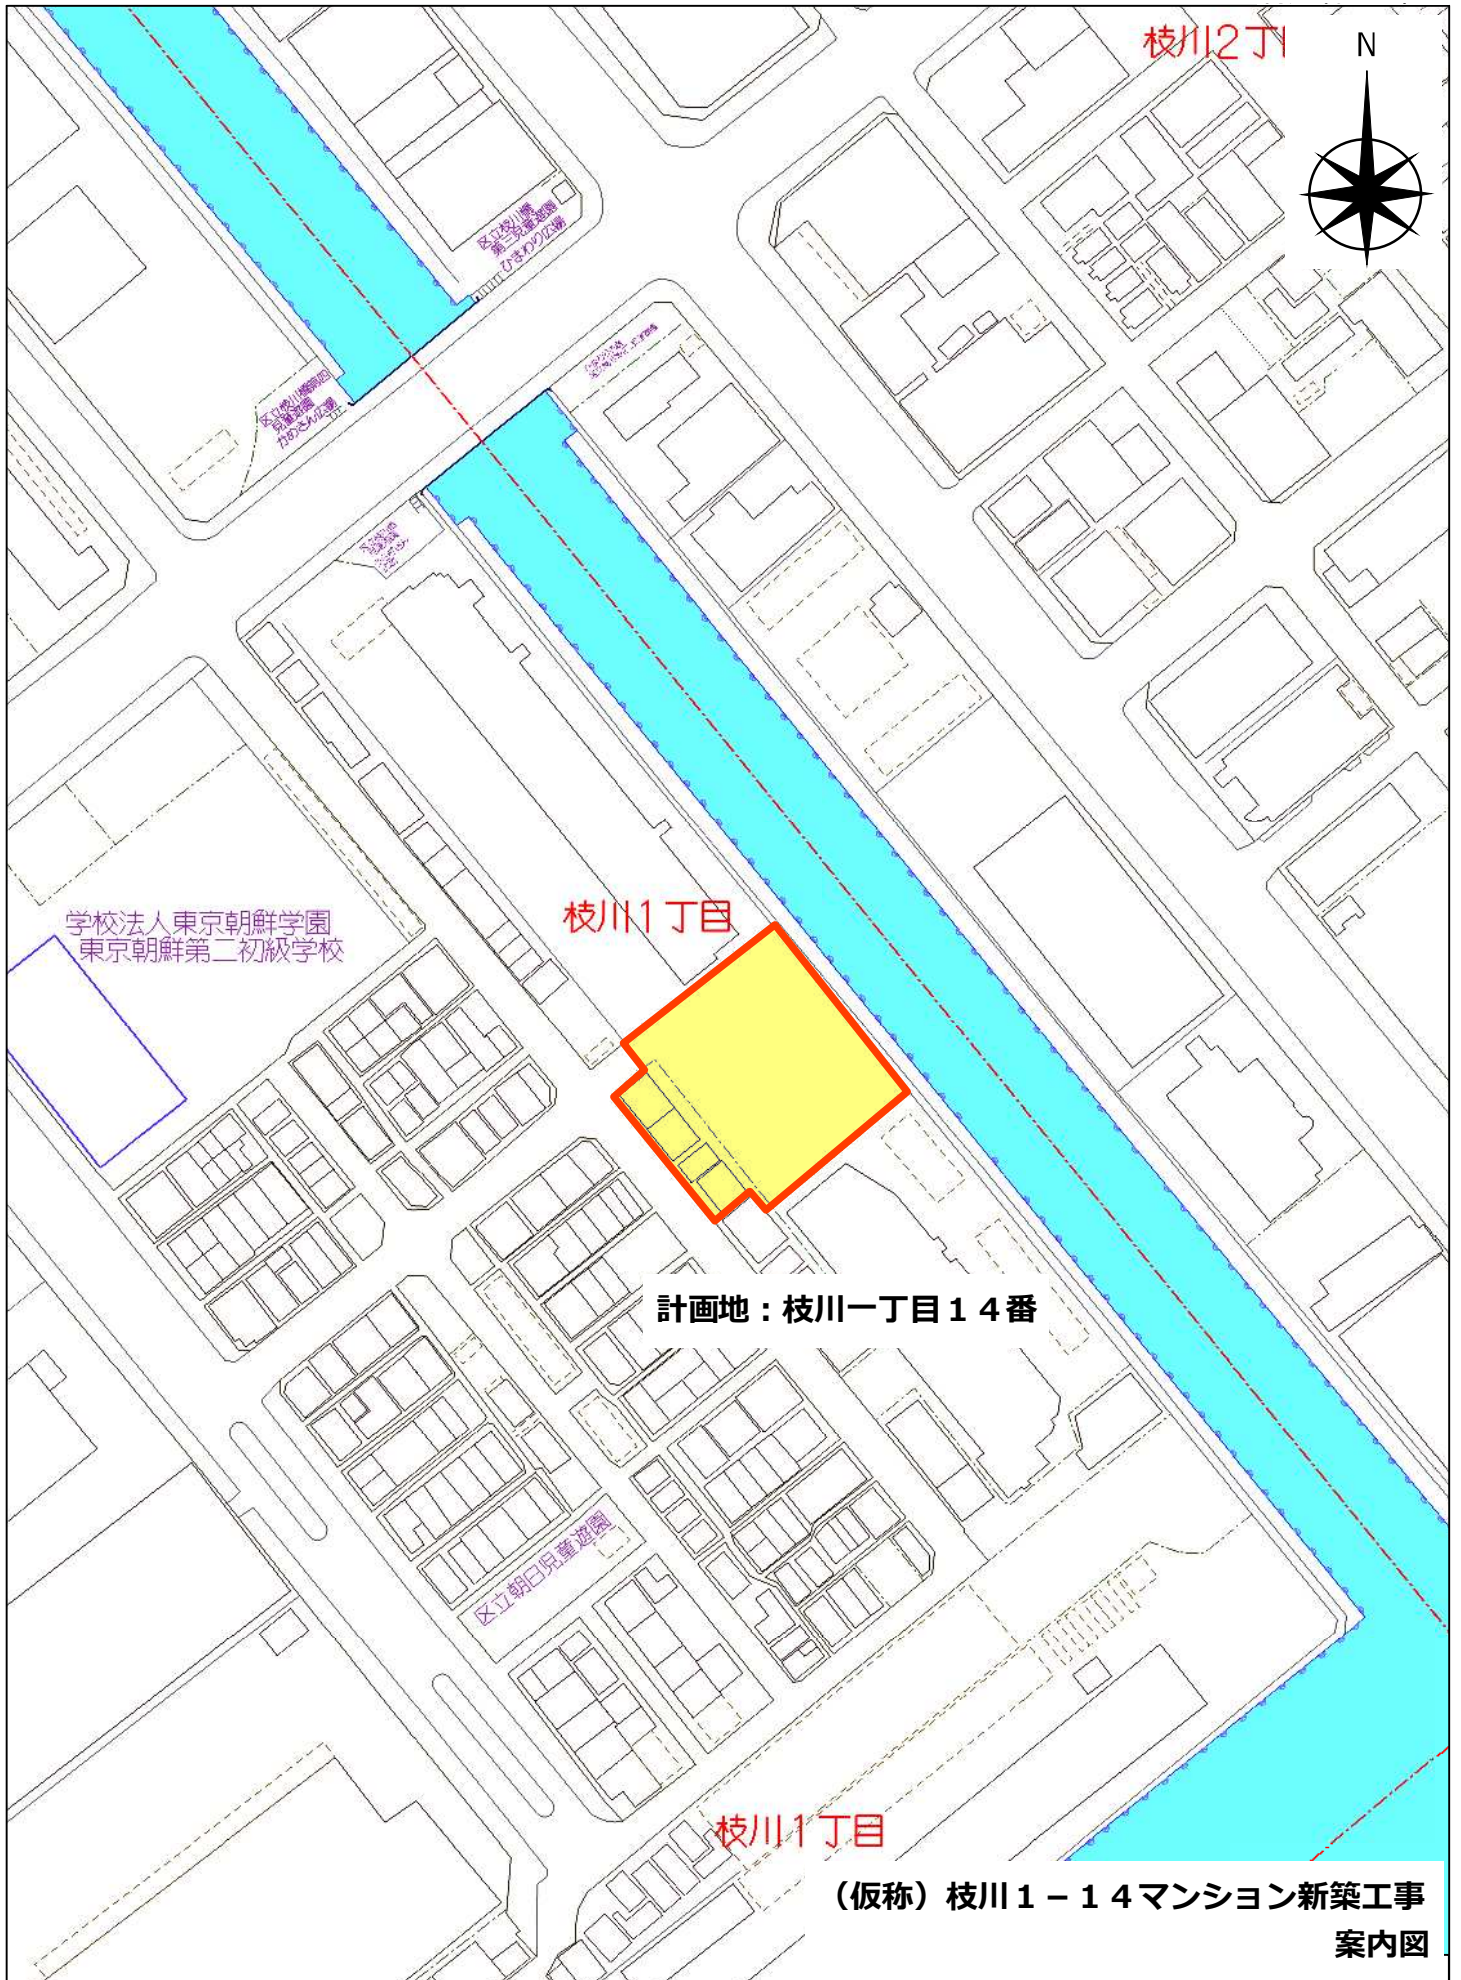 枝川2丁
N
区立枝川橋
第三児童遊園
ひまわり広場
区立枝川橋第四
児童遊園
かめさん広場
枝川1丁目
学校法人東京朝鮮学園
東京朝鮮第二初級学校
計画地：枝川一丁目１４番
区立朝日児童遊園
枝川1丁目
（仮称）枝川１－１４マンション新築工事
案内図